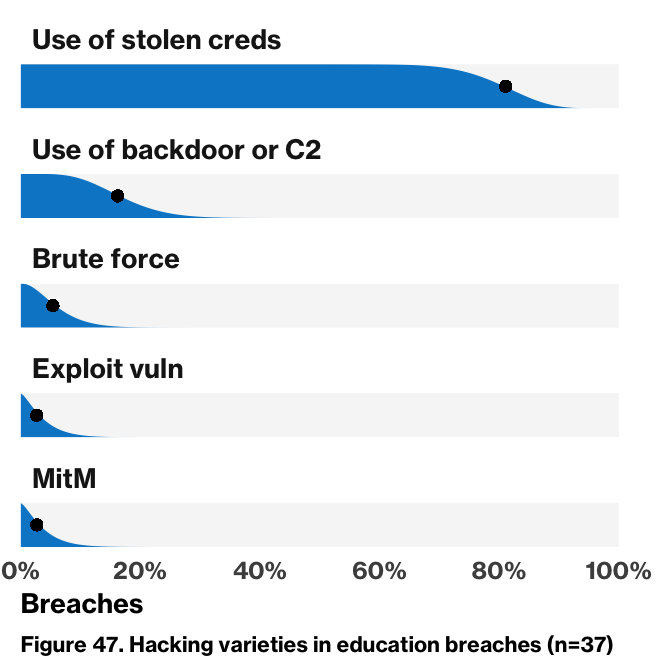 Use of stolen creds
Use of backdoor or C2
Brute force
Exploit vuln
MitM
0% 20% 40% 60% 80% 100%
Breaches
Figure 47. Hacking varieties in education breaches (n=37)